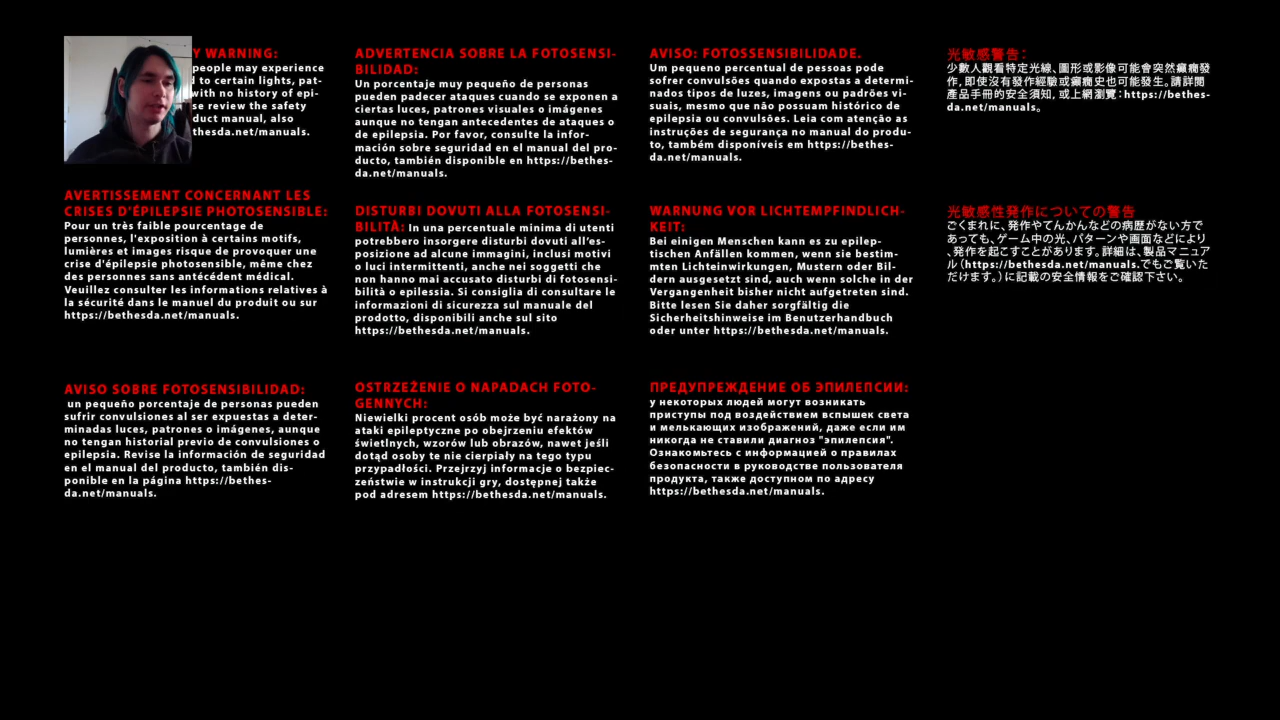 Y WARNING:
people may experience
to certain lights, pat-
with no history of epi-
se review the safety
duct manual, also
thesda.net/manuals.
ADVERTENCIA SOBRE LA FOTOSENSI-
BILIDAD:
Un porcentaje muy pequeño de personas
pueden padecer ataques cuando se exponen a
ciertas luces, patrones visuales o imágenes
aunque no tengan antecedentes de ataques o
de epilepsia. Por favor, consulte la infor-
mación sobre seguridad en el manual del pro-
ducto, también disponible en https://bethes-
da.net/manuals.
AVISO: FOTOSSENSIBILIDADE.
Um pequeno percentual de pessoas pode
sofrer convulsões quando expostas a determi-
nados tipos de luzes, imagens ou padrões vi-
suais, mesmo que não possuam histórico de
epilepsia ou convulsões. Leia com atenção as
instruções de segurança no manual do produ-
to, também disponíveis em https://bethes-
da.net/manuals.
光敏感警告：
少數人觀看特定光線、圖形或影像可能會突然癲癇發
作，即使沒有發作經驗或癲癇史也可能發生。請詳閱
產品手冊的安全須知，或上網瀏覽：https://bethes-
da.net/manuals。
AVERTISSEMENT CONCERNANT LES
CRISES D'ÉPILEPSIE PHOTOSENSIBLE:
Pour un très faible pourcentage de
personnes, l'exposition à certains motifs,
lumières et images risque de provoquer une
crise d'épilepsie photosensible, même chez
des personnes sans antécédent médical.
Veuillez consulter les informations relatives à
la sécurité dans le manuel du produit ou sur
https://bethesda.net/manuals.
DISTURBI DOVUTI ALLA FOTOSENSI-
BILITÀ: In una percentuale minima di utenti
potrebbero insorgere disturbi dovuti all'es-
posizione ad alcune immagini, inclusi motivi
o luci intermittenti, anche nei soggetti che
non hanno mai accusato disturbi di fotosensi-
bilità o epilessia. Si consiglia di consultare le
informazioni di sicurezza sul manuale del
prodotto, disponibili anche sul sito
https://bethesda.net/manuals.
WARNUNG VOR LICHTEMPFINDLICH-
KEIT:
Bei einigen Menschen kann es zu epilep-
tischen Anfällen kommen, wenn sie bestim-
mten Lichteinwirkungen, Mustern oder Bil-
dern ausgesetzt sind, auch wenn solche in der
Vergangenheit bisher nicht aufgetreten sind.
Bitte lesen Sie daher sorgfältig die
Sicherheitshinweise im Benutzerhandbuch
oder unter https://bethesda.net/manuals.
光敏感性発作についての警告
ごくまれに、発作やてんかんなどの病歴がない方で
あっても、ゲーム中の光、パターンや画面などにより
、発作を起こすことがあります。詳細は、製品マニュア
ル（https://bethesda.net/manuals.でもご覧いた
だけます。）に記載の安全情報をご確認下さい。
AVISO SOBRE FOTOSENSIBILIDAD:
un pequeño porcentaje de personas pueden
sufrir convulsiones al ser expuestas a deter-
minadas luces, patrones o imágenes, aunque
no tengan historial previo de convulsiones o
epilepsia. Revise la información de seguridad
en el manual del producto, también dis-
ponible en la página https://bethes-
da.net/manuals.
OSTRZEŻENIE O NAPADACH FOTO-
GENNYCH:
Niewielki procent osób może być narażony na
ataki epileptyczne po obejrzeniu efektów
świetlnych, wzorów lub obrazów, nawet jeśli
dotąd osoby te nie cierpiały na tego typu
przypadłości. Przejrzyj informacje o bezpiec-
zeństwie w instrukcji gry, dostępnej także
pod adresem https://bethesda.net/manuals.
ПРЕДУПРЕЖДЕНИЕ ОБ ЭПИЛЕПСИИ:
у некоторых людей могут возникать
приступы под воздействием вспышек света
и мелькающих изображений, даже если им
никогда не ставили диагноз "эпилепсия".
Ознакомьтесь с информацией о правилах
безопасности в руководстве пользователя
продукта, также доступном по адресу
https://bethesda.net/manuals.